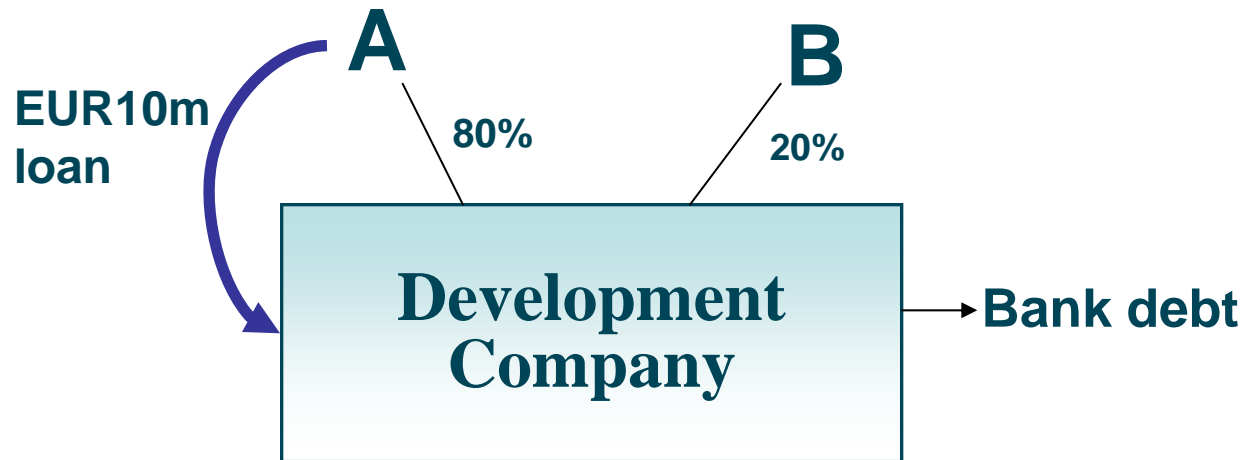 A
B
EUR10m
loan
80%
20%
Development
Company
Bank debt